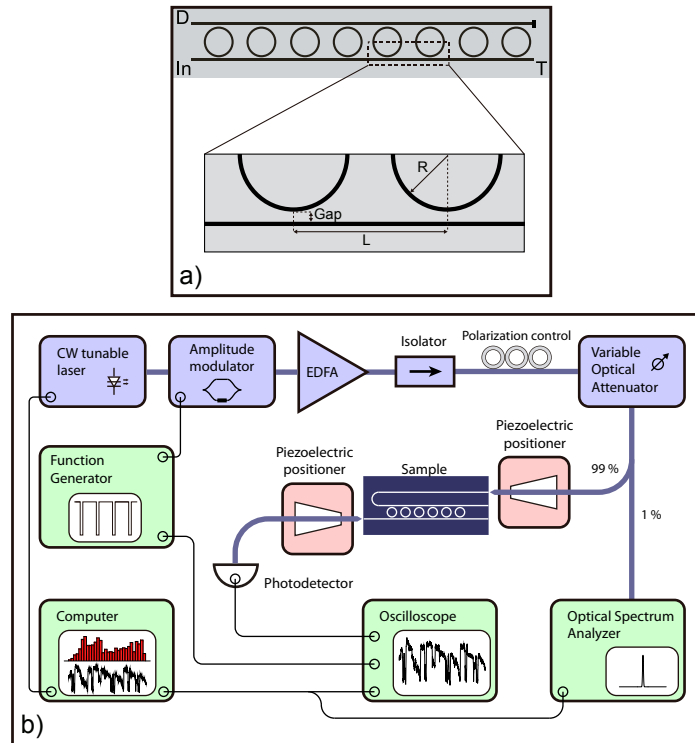 D
In
T
R
Gap
L
a)
CW tunable
laser
Amplitude
modulator
EDFA
Isolator
Polarization control
Variable
Optical
Attenuator
Function
Generator
Piezoelectric
positioner
Sample
Piezoelectric
positioner
99 %
1 %
Photodetector
Computer
Oscilloscope
Optical Spectrum
Analyzer
b)